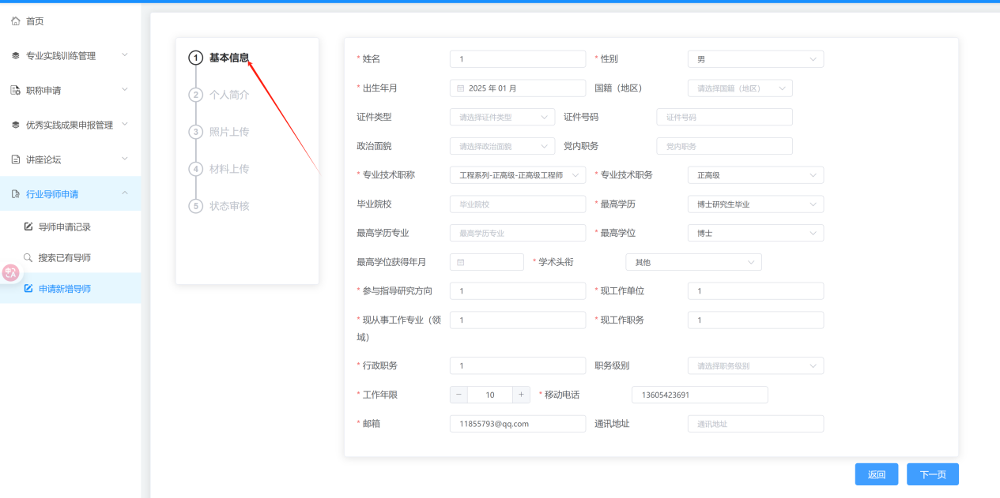 首页
专业实践训练管理
职称申请
优秀实践成果申报管理
讲座论坛
行业导师申请
导师申请记录
搜索已有导师
申请新增导师
1 基本信息
2 个人简介
3 照片上传
4 材料上传
5 状态审核
* 姓名 1 * 性别 男
* 出生年月 2025 年 01 月 国籍（地区） 请选择国籍（地区）
证件类型 请选择证件类型 证件号码 证件号码
政治面貌 请选择政治面貌 党内职务 党内职务
* 专业技术职称 工程系列-正高级-正高级工程师 * 专业技术职务 正高级
毕业院校 毕业院校 * 最高学历 博士研究生毕业
最高学历专业 最高学历专业 * 最高学位 博士
最高学位获得年月 * 学术头衔 其他
* 参与指导研究方向 1 * 现工作单位 1
* 现从事工作专业（领 1 * 现工作职务 1
域）
* 行政职务 1 职务级别 请选择职务级别
* 工作年限 − 10 + * 移动电话 13605423691
* 邮箱 11855793@qq.com 通讯地址 通讯地址
返回 下一页